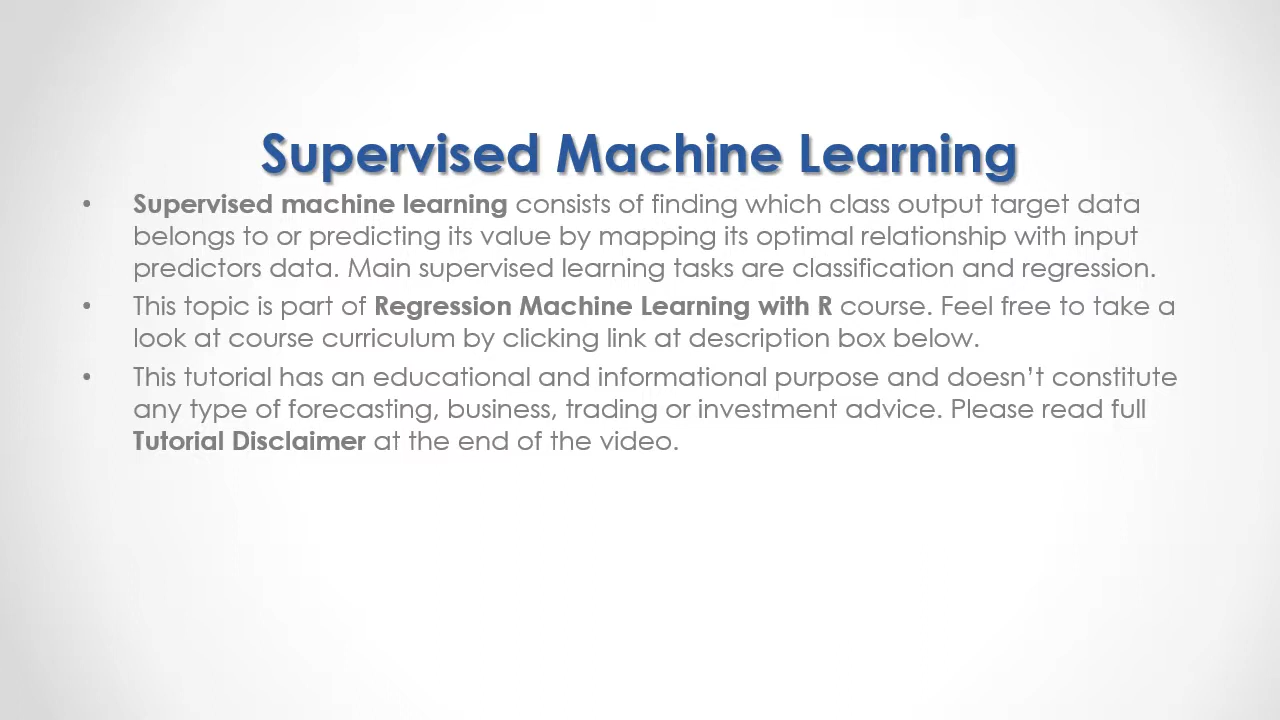 Supervised Machine Learning
• Supervised machine learning consists of finding which class output target data
belongs to or predicting its value by mapping its optimal relationship with input
predictors data. Main supervised learning tasks are classification and regression.
• This topic is part of Regression Machine Learning with R course. Feel free to take a
look at course curriculum by clicking link at description box below.
• This tutorial has an educational and informational purpose and doesn’t constitute
any type of forecasting, business, trading or investment advice. Please read full
Tutorial Disclaimer at the end of the video.